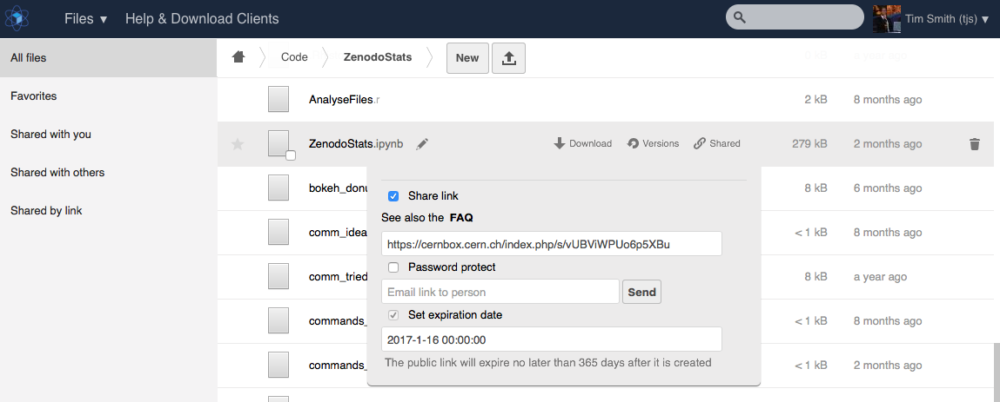 Files ▼ Help & Download Clients Tim Smith (tjs) ▼
All files
Favorites
Shared with you
Shared with others
Shared by link
Code ZenodoStats New
6 kB a year ago
AnalyseFiles.r 2 kB 8 months ago
ZenodoStats.ipynb Download Versions Shared 279 kB 2 months ago
bokeh_donu 8 kB 6 months ago
comm_idea < 1 kB 8 months ago
comm_tried 8 kB a year ago
commands_ < 1 kB 8 months ago
commands_ < 1 kB 2 months ago
Share link
See also the FAQ
https://cernbox.cern.ch/index.php/s/vUBViWPUo6p5XBu
Password protect
Email link to person Send
Set expiration date
2017-1-16 00:00:00
The public link will expire no later than 365 days after it is created